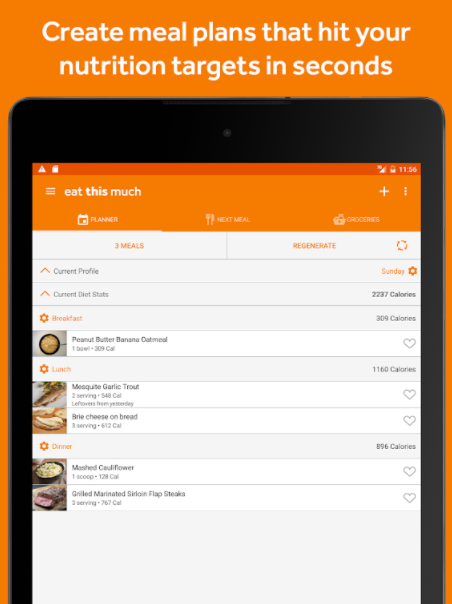 Create meal plans that hit your
nutrition targets in seconds
11:56
eat this much
PLANNER
NEXT MEAL
GROCERIES
3 MEALS
REGENERATE
Current Profile
Sunday
Current Diet Stats
2237 Calories
Breakfast
309 Calories
Peanut Butter Banana Oatmeal
1 bowl • 309 Cal
Lunch
1160 Calories
Mesquite Garlic Trout
2 serving • 548 Cal
Leftovers from yesterday
Brie cheese on bread
3 serving • 612 Cal
Dinner
896 Calories
Mashed Cauliflower
1 scoop • 128 Cal
Grilled Marinated Sirloin Flap Steaks
3 serving • 767 Cal